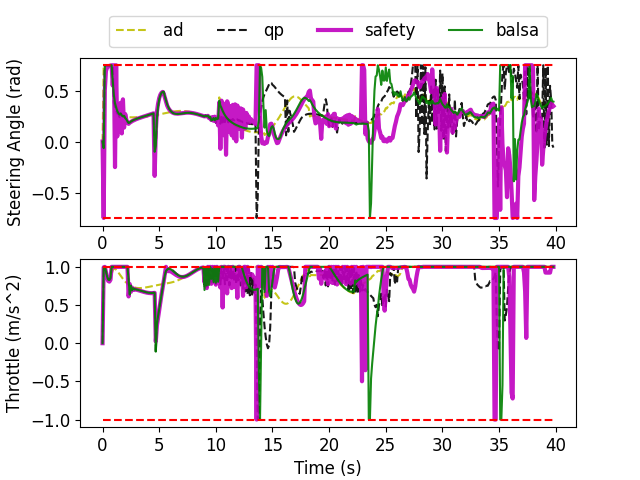 ad qp safety balsa
Steering Angle (rad)
0.5
0.0
−0.5
0 5 10 15 20 25 30 35 40
Throttle (m/s^2)
1.0
0.5
0.0
−0.5
−1.0
0 5 10 15 20 25 30 35 40
Time (s)